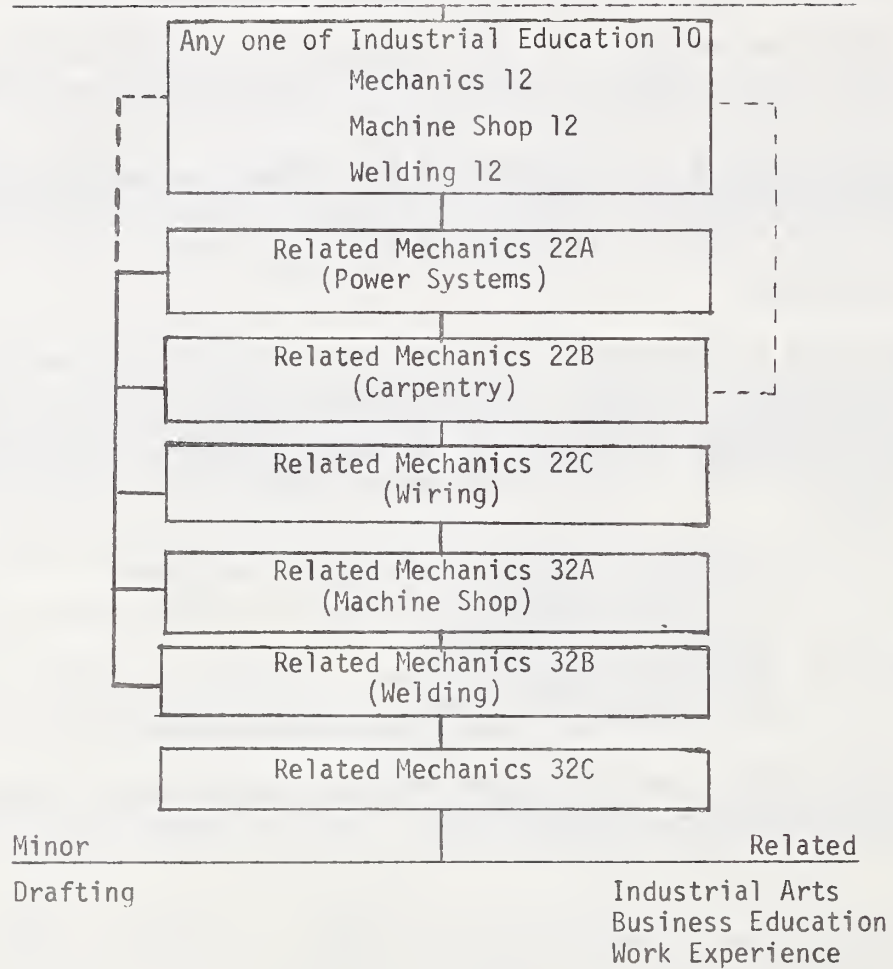 Any one of Industrial Education 10
Mechanics 12
Machine Shop 12
Welding 12
Related Mechanics 22A
(Power Systems)
Related Mechanics 22B
(Carpentry)
Related Mechanics 22C
(Wiring)
Related Mechanics 32A
(Machine Shop)
Related Mechanics 32B
(Welding)
Related Mechanics 32C
Minor Related
Drafting Industrial Arts
Business Education
Work Experience